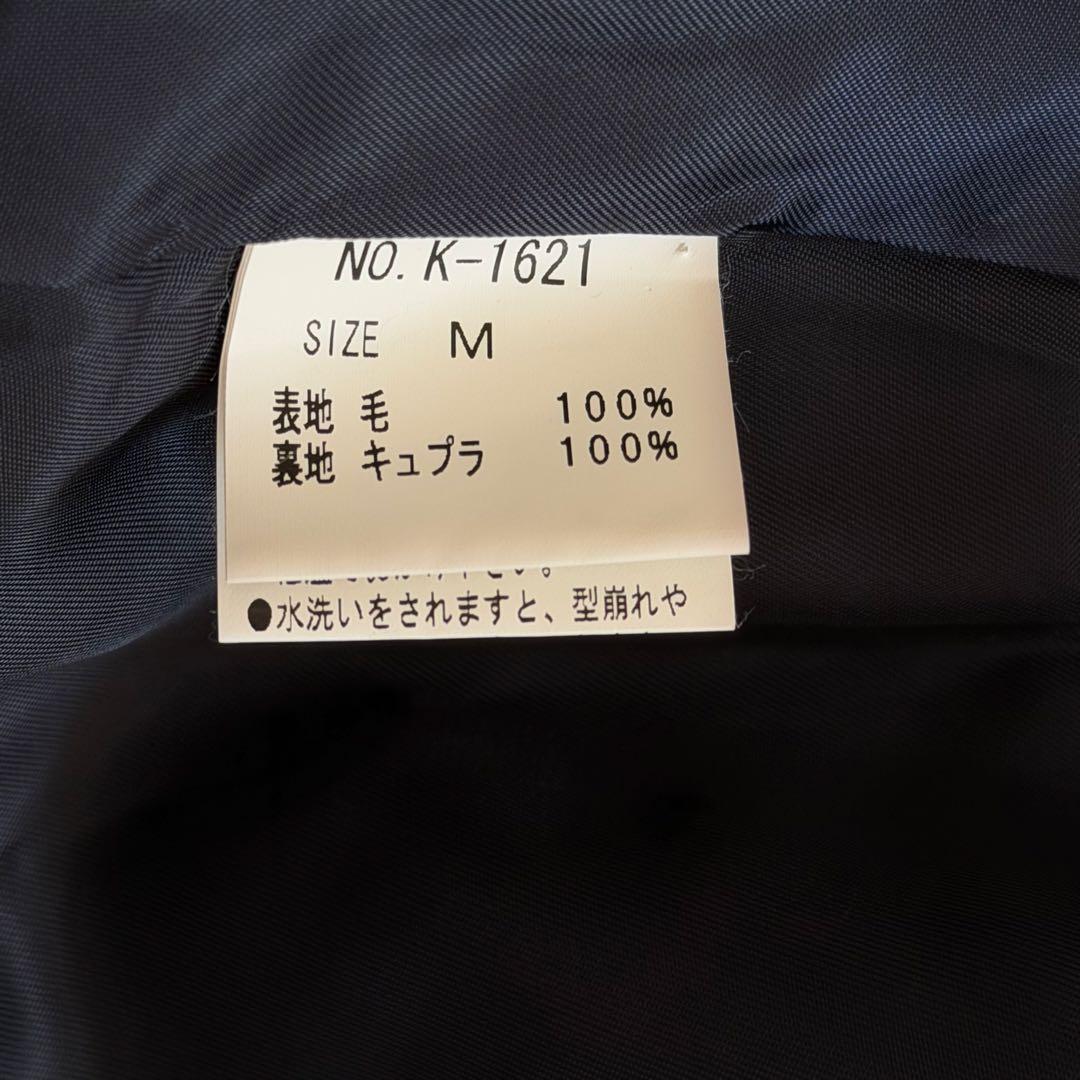 NO. K-1621
SIZE M
表地 毛 100%
裏地 キュプラ 100%
●水洗いをされますと、型崩れや